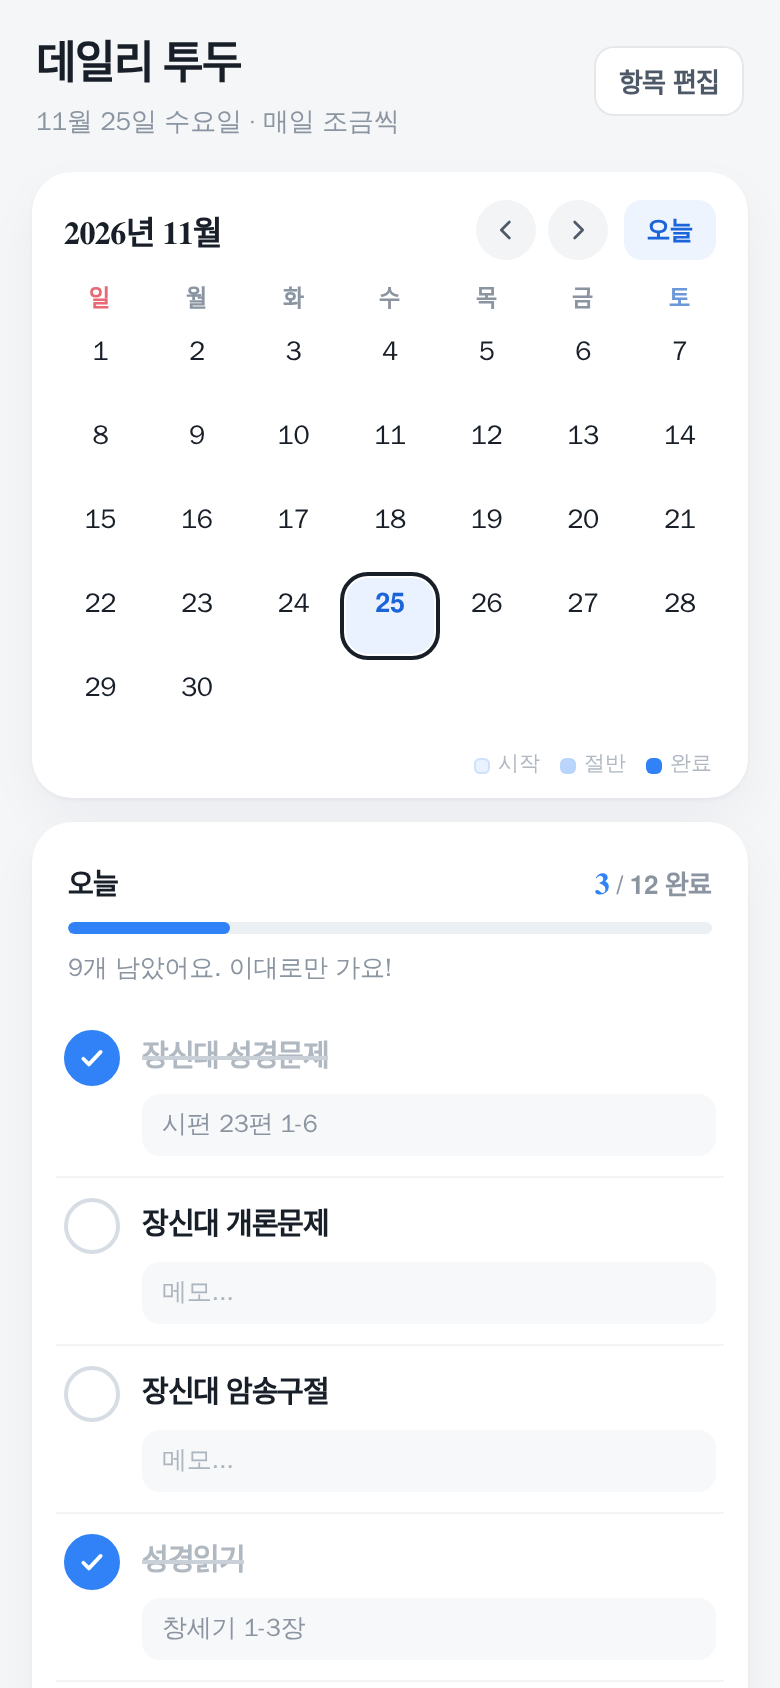 데일리 투두
항목 편집
11월 25일 수요일 · 매일 조금씩
2026년 11월
오늘
일 월 화 수 목 금 토
1 2 3 4 5 6 7
8 9 10 11 12 13 14
15 16 17 18 19 20 21
22 23 24 25 26 27 28
29 30
시작 절반 완료
오늘
3 / 12 완료
9개 남았어요. 이대로만 가요!
장신대 성경문제
시편 23편 1-6
장신대 개론문제
메모...
장신대 암송구절
메모...
성경읽기
창세기 1-3장